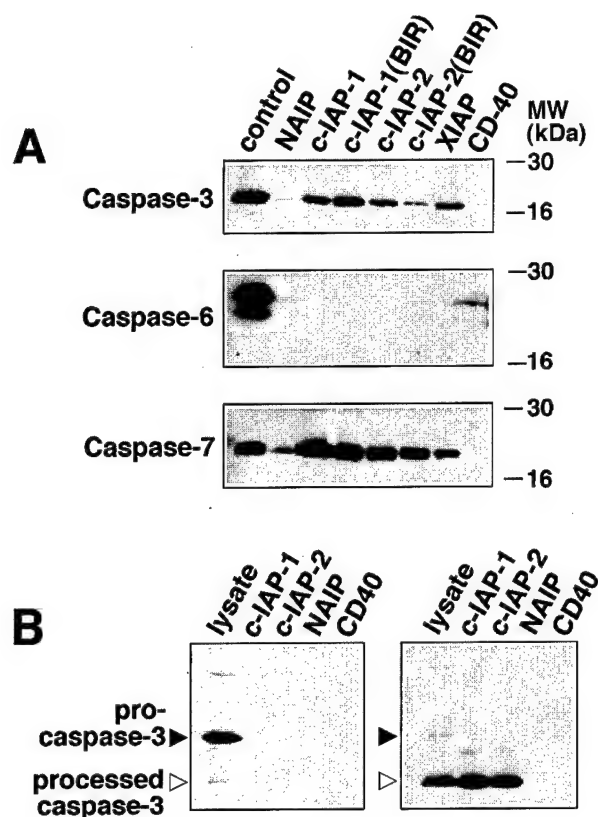 A
control
NAIP
c-IAP-1
c-IAP-1(BIR)
c-IAP-2
c-IAP-2(BIR)
XIAP
CD-40
MW
(kDa)
Caspase-3
—30
—16
Caspase-6
—30
—16
Caspase-7
—30
—16
B
lysate
c-IAP-1
c-IAP-2
NAIP
CD40
lysate
c-IAP-1
c-IAP-2
NAIP
CD40
pro-
caspase-3
processed
caspase-3